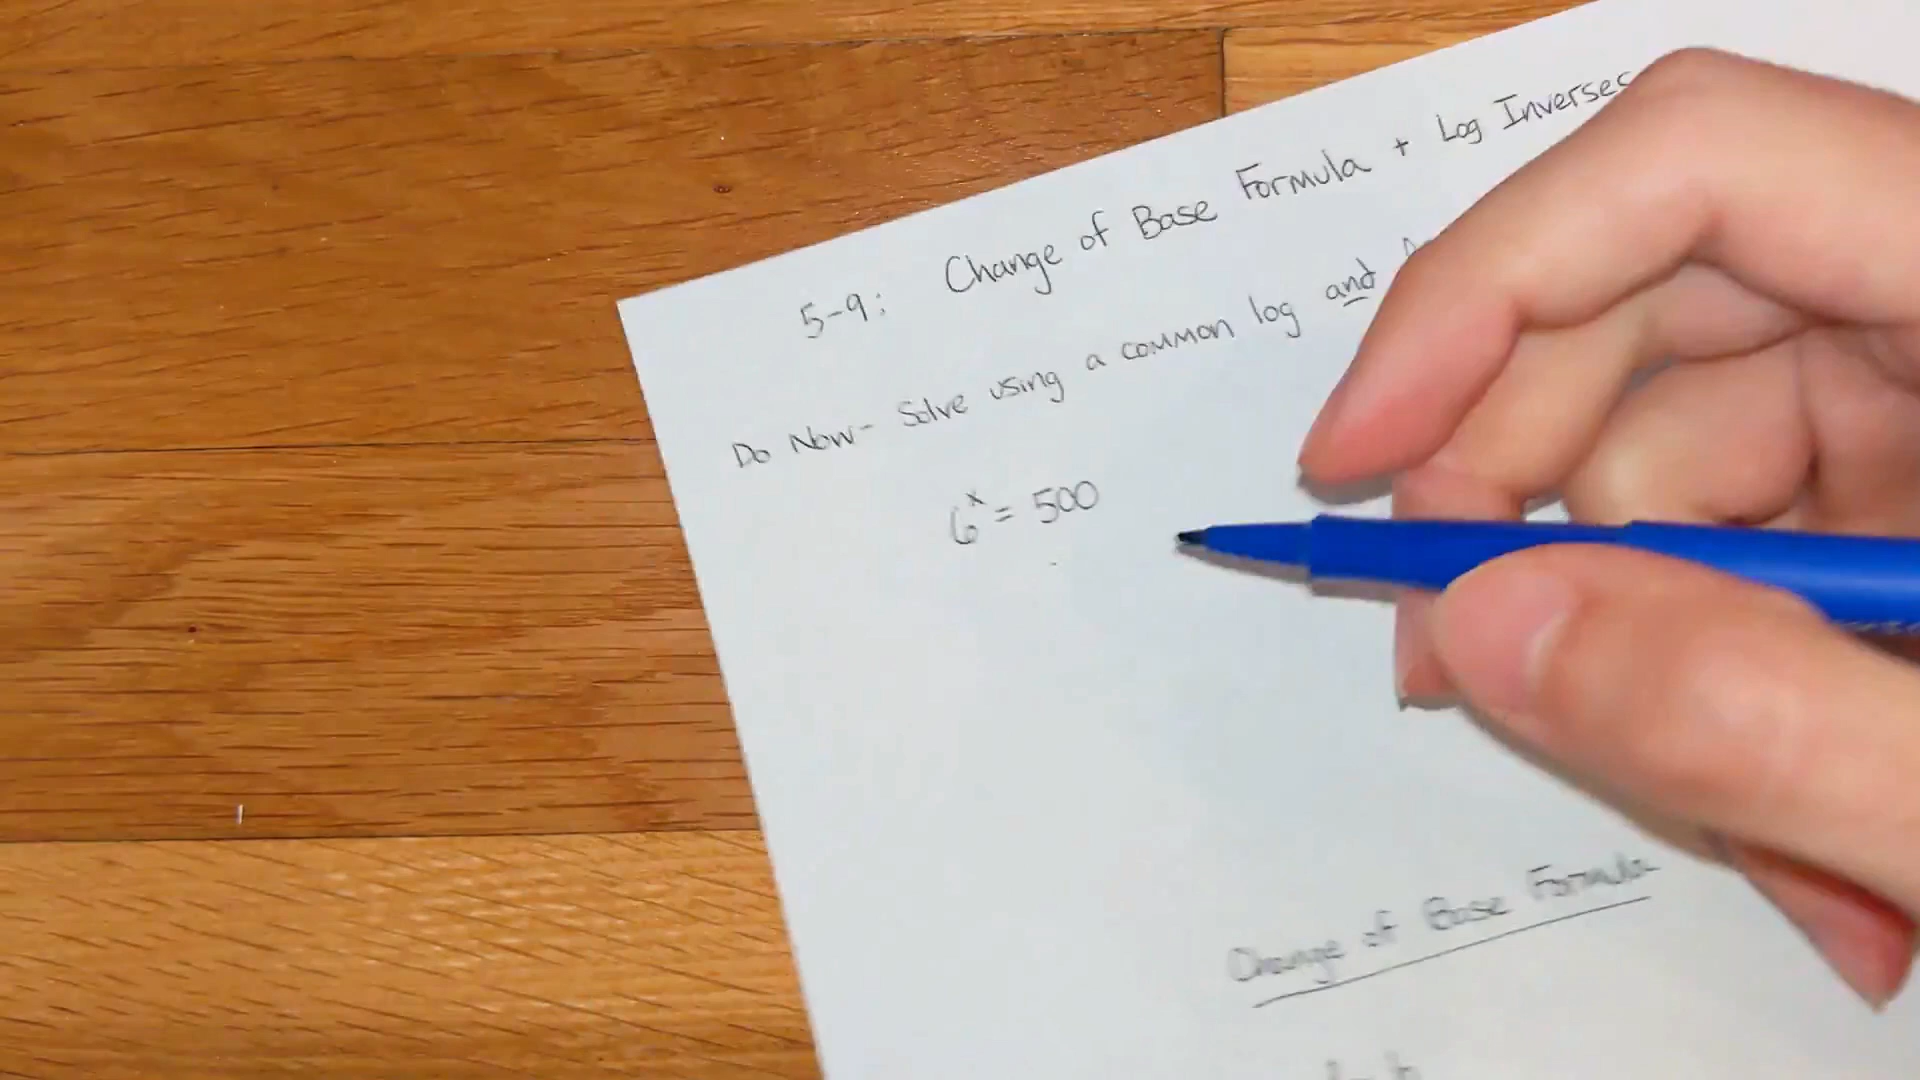 5-9: Change of Base Formula + Log Inverses
Do Now- Solve using a common log and
6ˣ = 500
Change of Base Formula